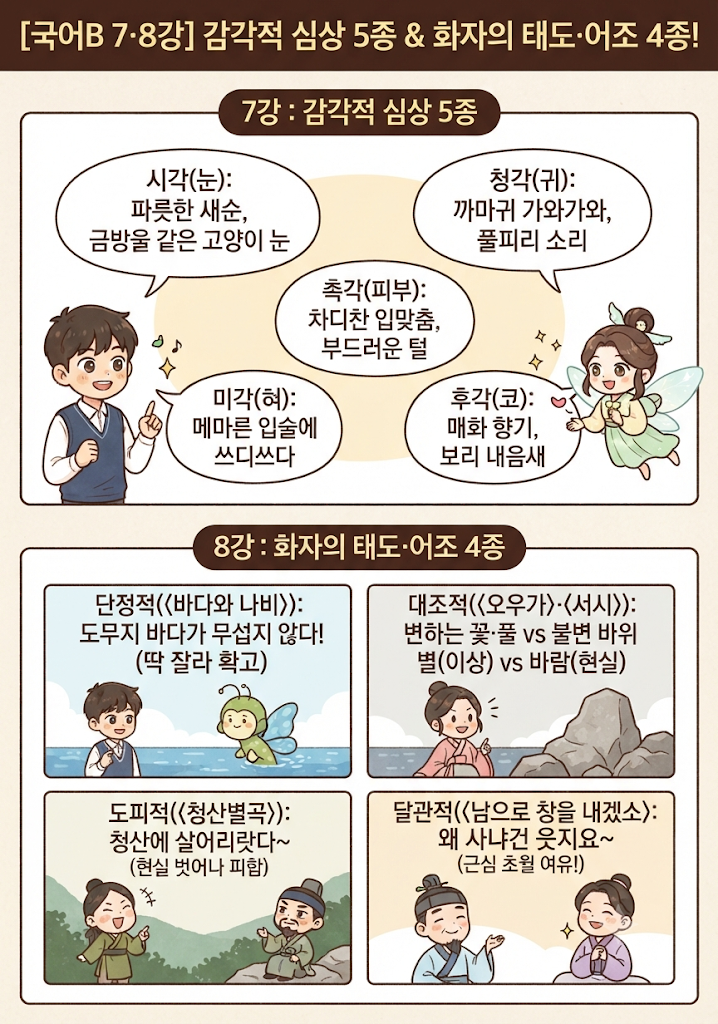 [국어B 7·8강] 감각적 심상 5종 & 화자의 태도·어조 4종!
7강 : 감각적 심상 5종
시각(눈):
파릇한 새순,
금방울 같은 고양이 눈
청각(귀):
까마귀 가와가와,
풀피리 소리
촉각(피부):
차디찬 입맞춤,
부드러운 털
미각(혀):
메마른 입술에
쓰디쓰다
후각(코):
매화 향기,
보리 내음새
8강 : 화자의 태도·어조 4종
단정적(〈바다와 나비〉):
도무지 바다가 무섭지 않다!
(딱 잘라 확고)
대조적(〈오우가〉·〈서시〉):
변하는 꽃·풀 vs 불변 바위
별(이상) vs 바람(현실)
도피적(〈청산별곡〉):
청산에 살어리랏다~
(현실 벗어나 피함)
달관적(〈남으로 창을 내겠소〉:
왜 사냐건 웃지요~
(근심 초월 여유!)